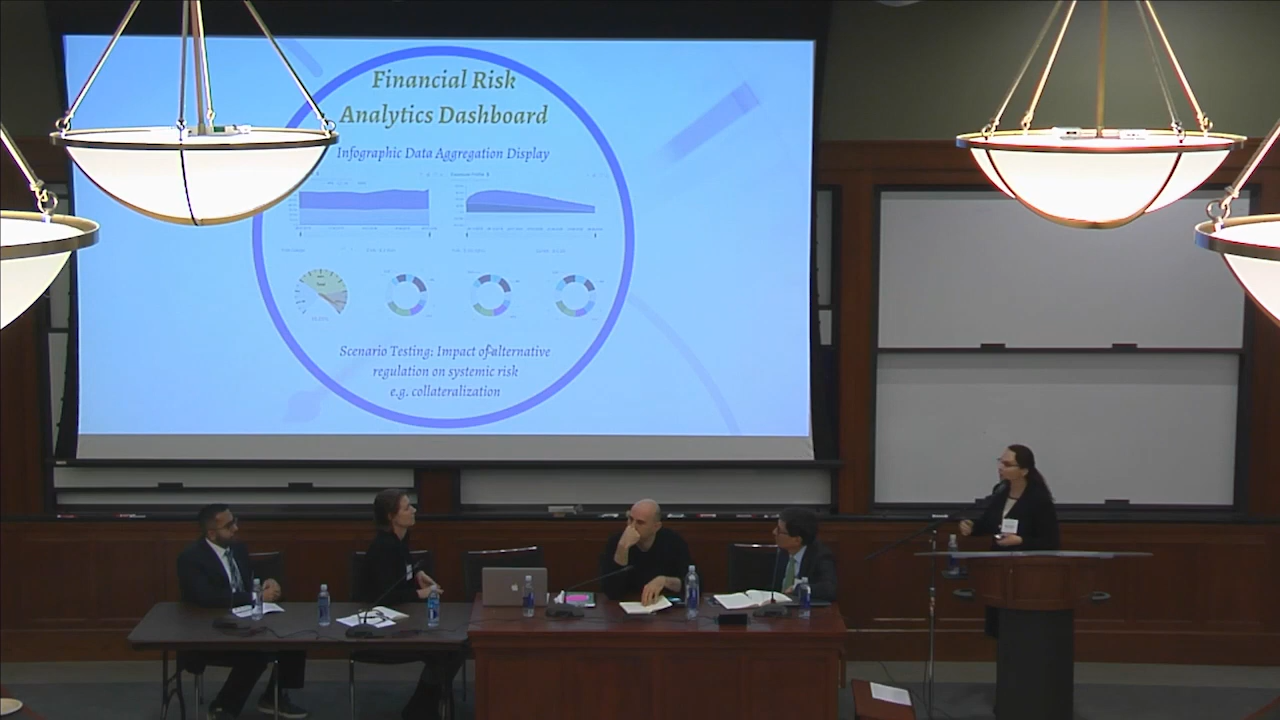 Financial Risk
Analytics Dashboard
Infographic Data Aggregation Display
Scenario Testing: Impact of alternative
regulation on systemic risk
e.g. collateralization